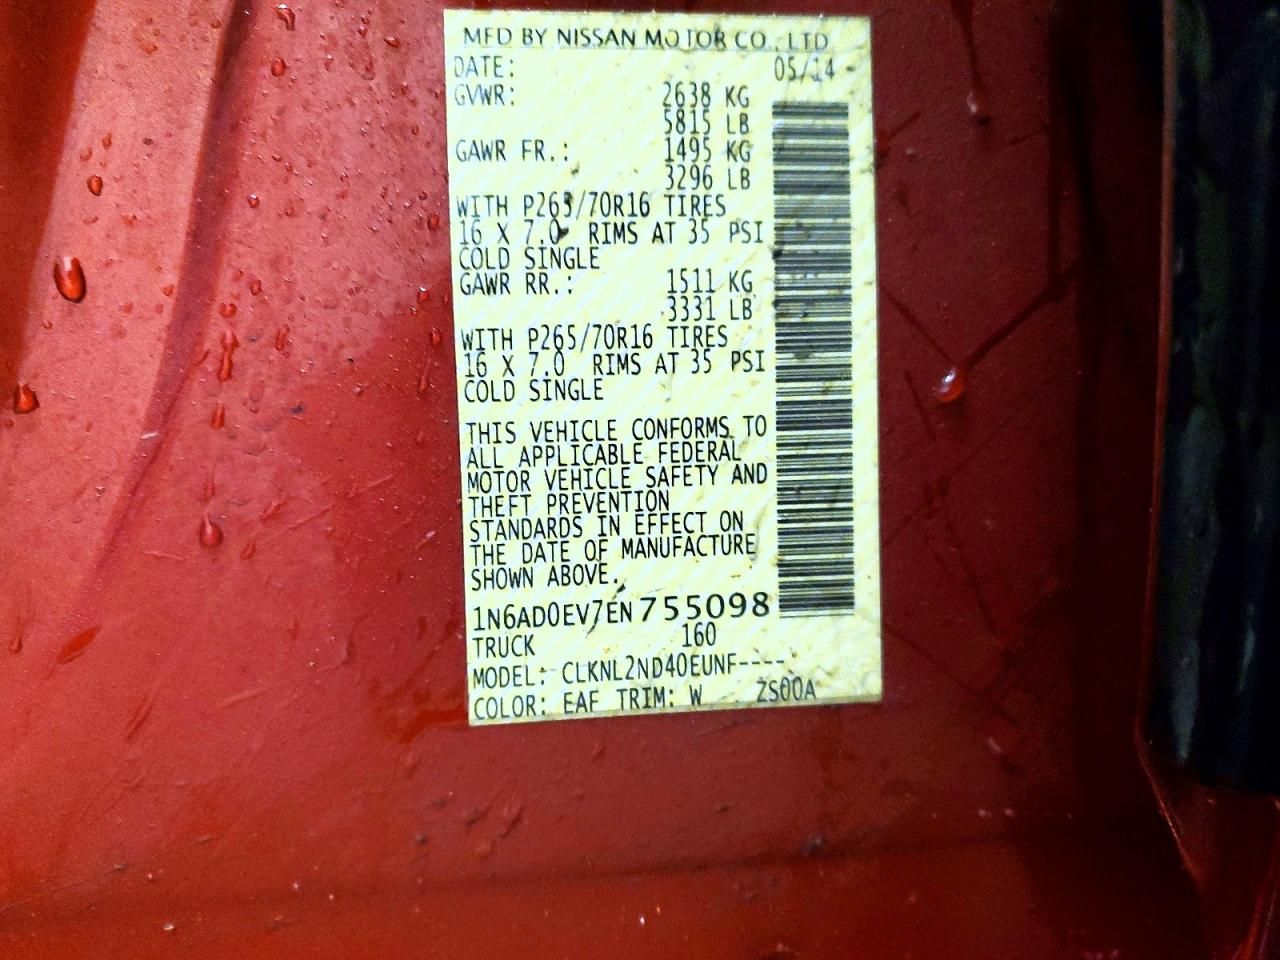 MFD BY NISSAN MOTOR CO., LTD.
DATE: 05/14
GVWR: 2638 KG
5815 LB
GAWR FR.: 1495 KG
3296 LB
WITH P265/70R16 TIRES
16 X 7.0 RIMS AT 35 PSI
COLD SINGLE
GAWR RR.: 1511 KG
3331 LB
WITH P265/70R16 TIRES
16 X 7.0 RIMS AT 35 PSI
COLD SINGLE
THIS VEHICLE CONFORMS TO
ALL APPLICABLE FEDERAL
MOTOR VEHICLE SAFETY AND
THEFT PREVENTION
STANDARDS IN EFFECT ON
THE DATE OF MANUFACTURE
SHOWN ABOVE.
1N6AD0EV7EN755098
TRUCK 160
MODEL: CLKNL2ND40EUNF----
COLOR: EAF TRIM: W ZS00A